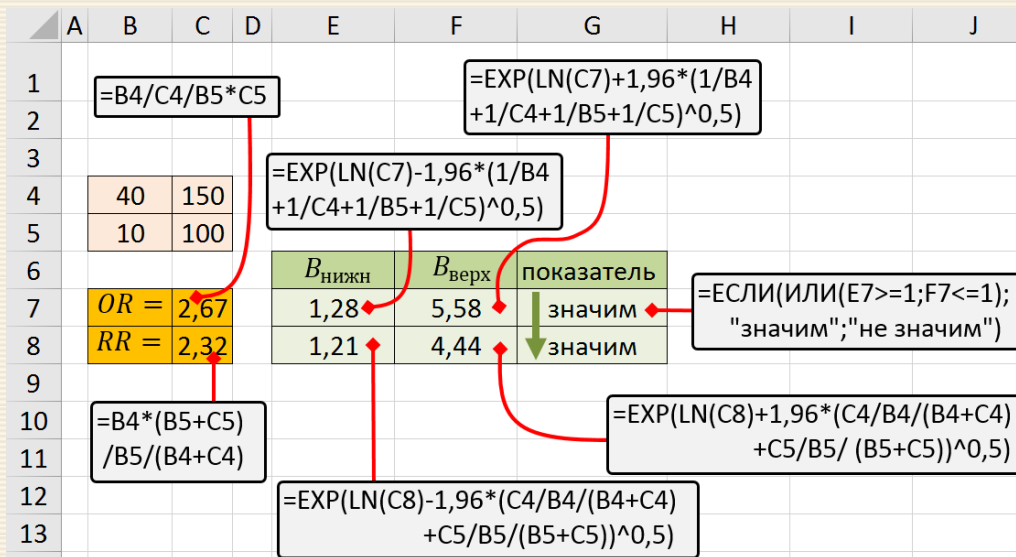 A B C D E F G H I J
1
=B4/C4/B5*C5
=EXP(LN(C7)+1,96*(1/B4
+1/C4+1/B5+1/C5)^0,5)
2
3
=EXP(LN(C7)-1,96*(1/B4
+1/C4+1/B5+1/C5)^0,5)
4 40 150
5 10 100
6 Bнижн Bверх показатель
7 OR = 2,67 1,28 5,58 значим
=ЕСЛИ(ИЛИ(E7>=1;F7<=1);
"значим";"не значим")
8 RR = 2,32 1,21 4,44 значим
9
10
=B4*(B5+C5)
/B5/(B4+C4)
=EXP(LN(C8)+1,96*(C4/B4/(B4+C4)
+C5/B5/ (B5+C5))^0,5)
11
12
=EXP(LN(C8)-1,96*(C4/B4/(B4+C4)
+C5/B5/(B5+C5))^0,5)
13